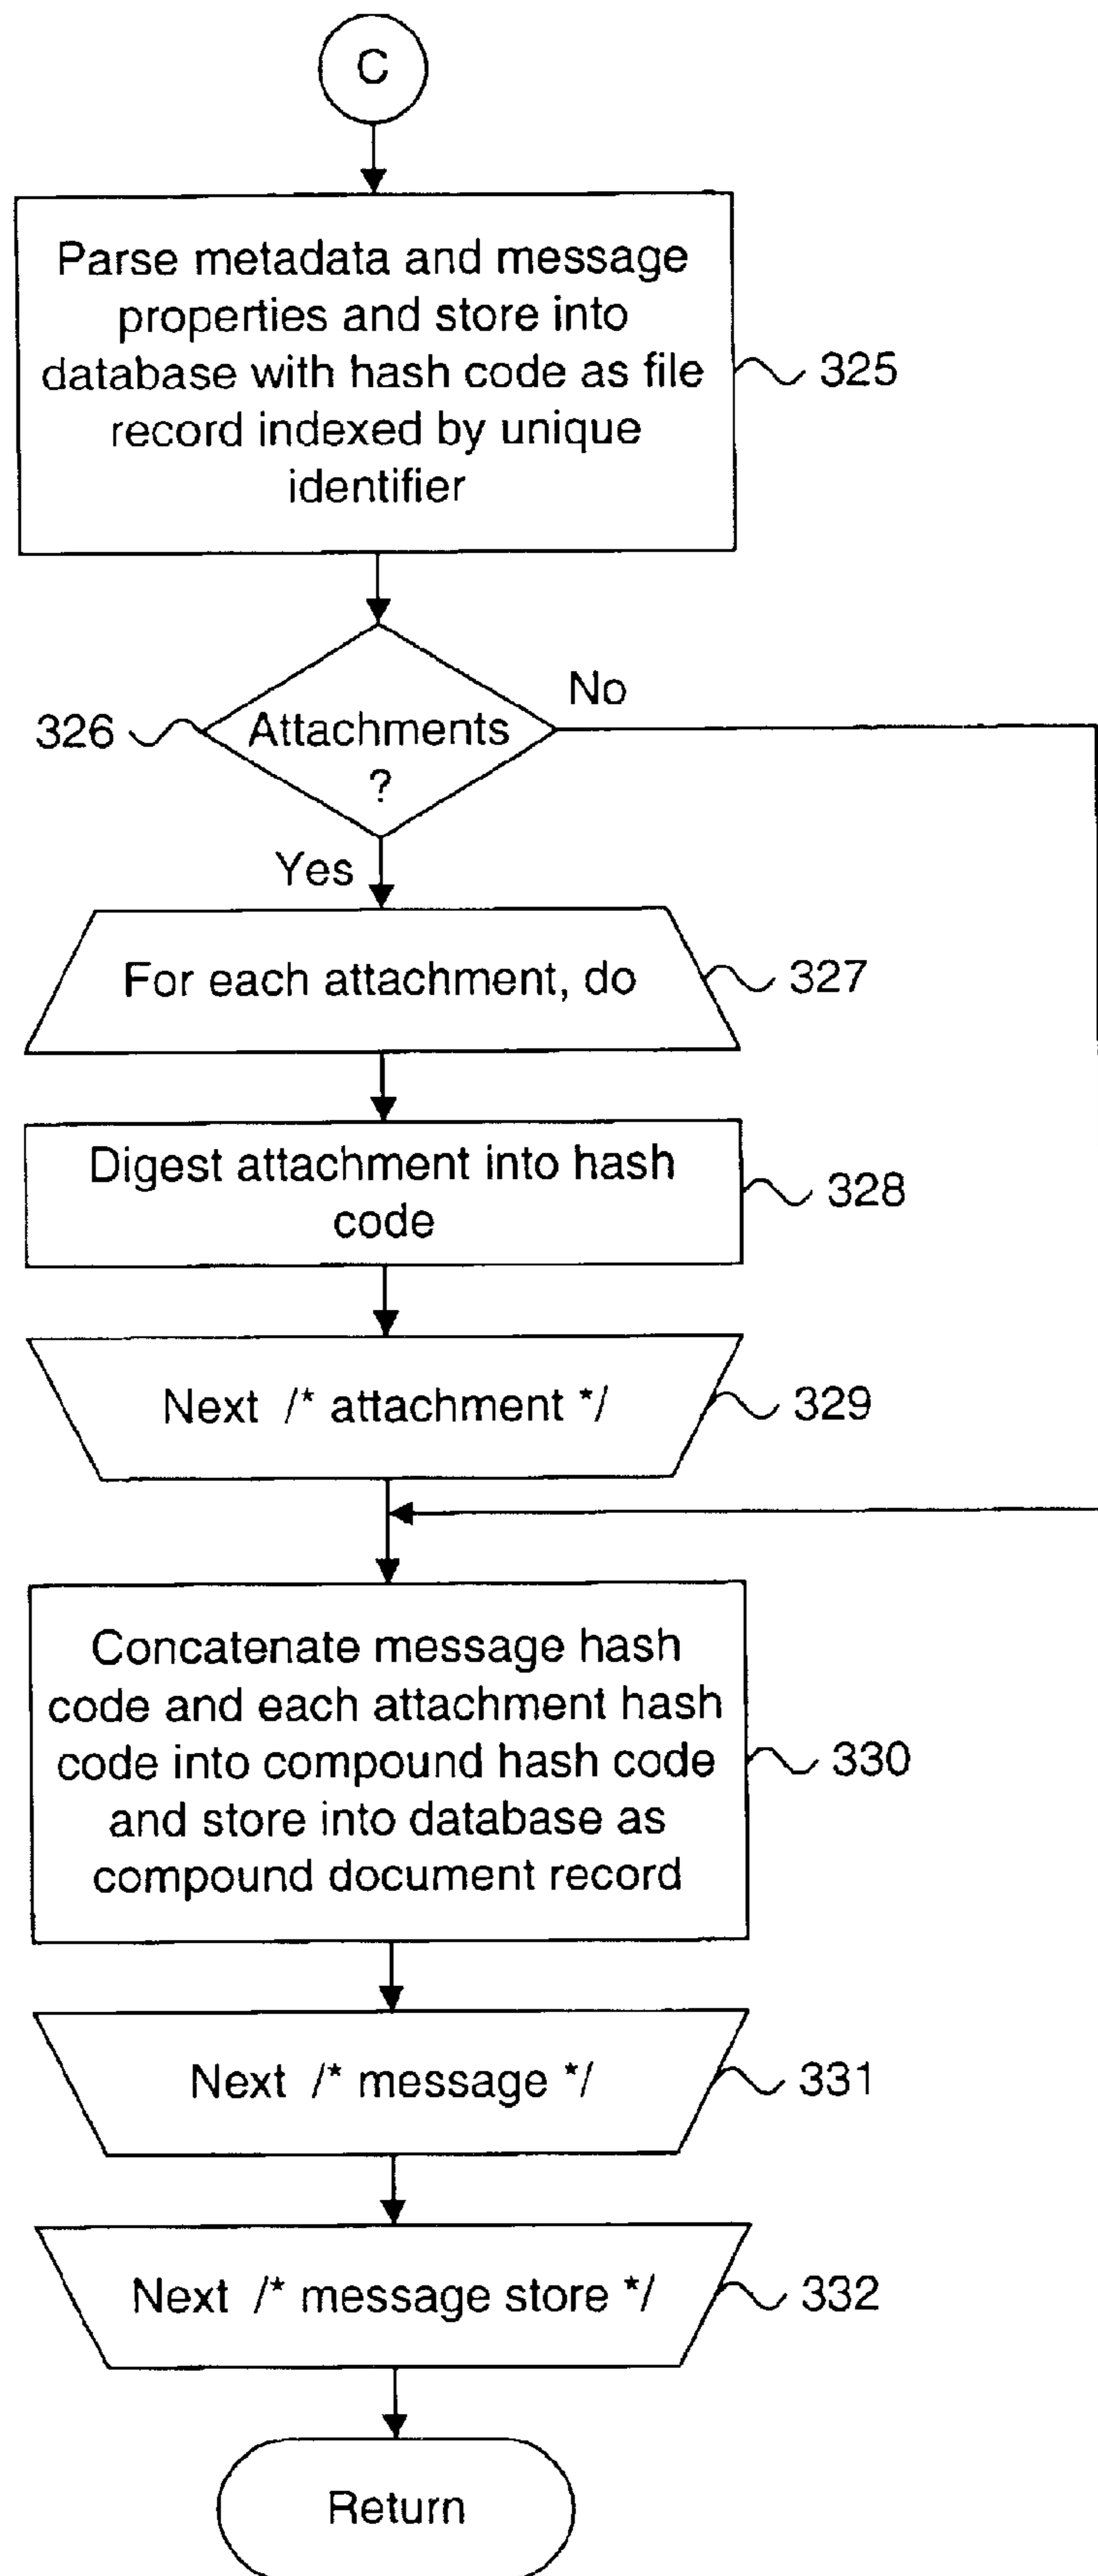 C
Parse metadata and message
properties and store into
database with hash code as file
record indexed by unique
identifier
325
No
326
Attachments
?
Yes
For each attachment, do
327
Digest attachment into hash
code
328
Next /* attachment */
329
Concatenate message hash
code and each attachment hash
code into compound hash code
and store into database as
compound document record
330
Next /* message */
331
Next /* message store */
332
Return